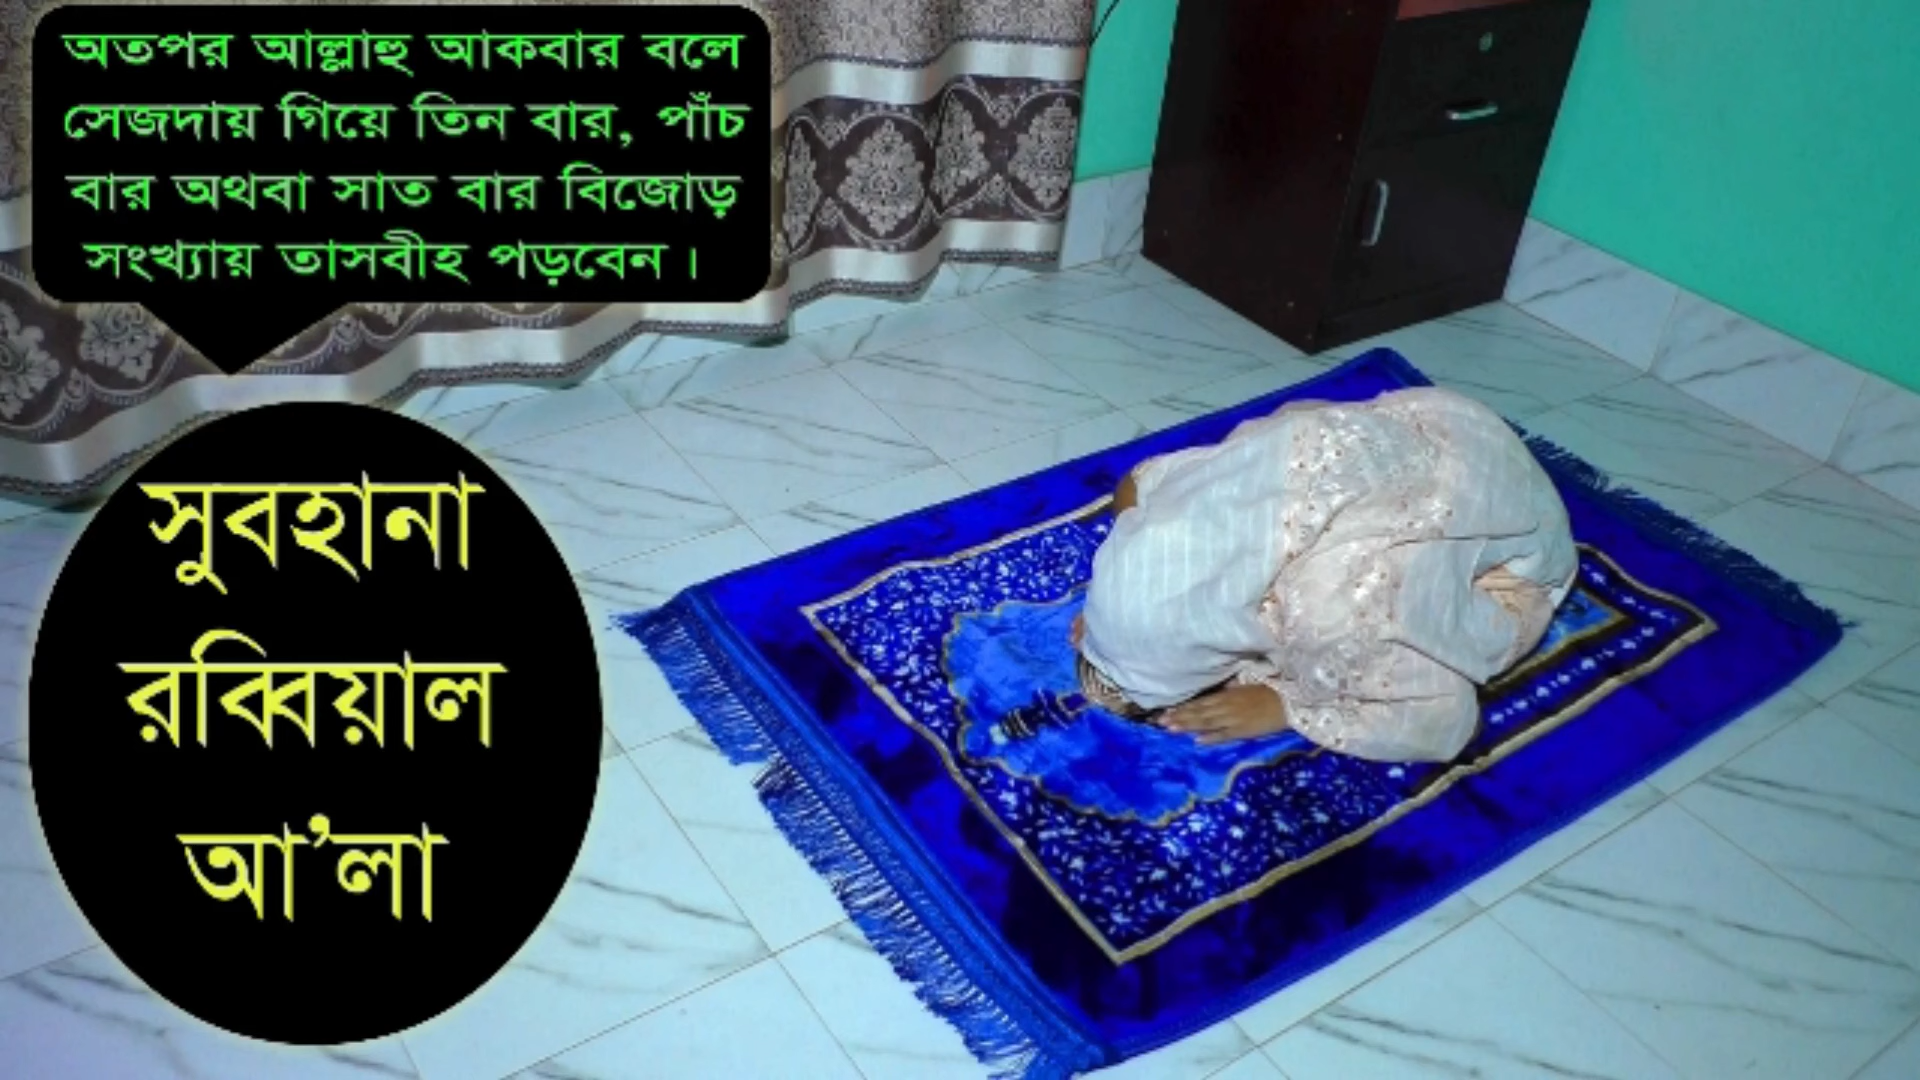 অতপর আল্লাহু আকবার বলে
সেজদায় গিয়ে তিন বার, পাঁচ
বার অথবা সাত বার বিজোড়
সংখ্যায় তাসবীহ পড়বেন।
সুবহানা
রব্বিয়াল
আ’লা